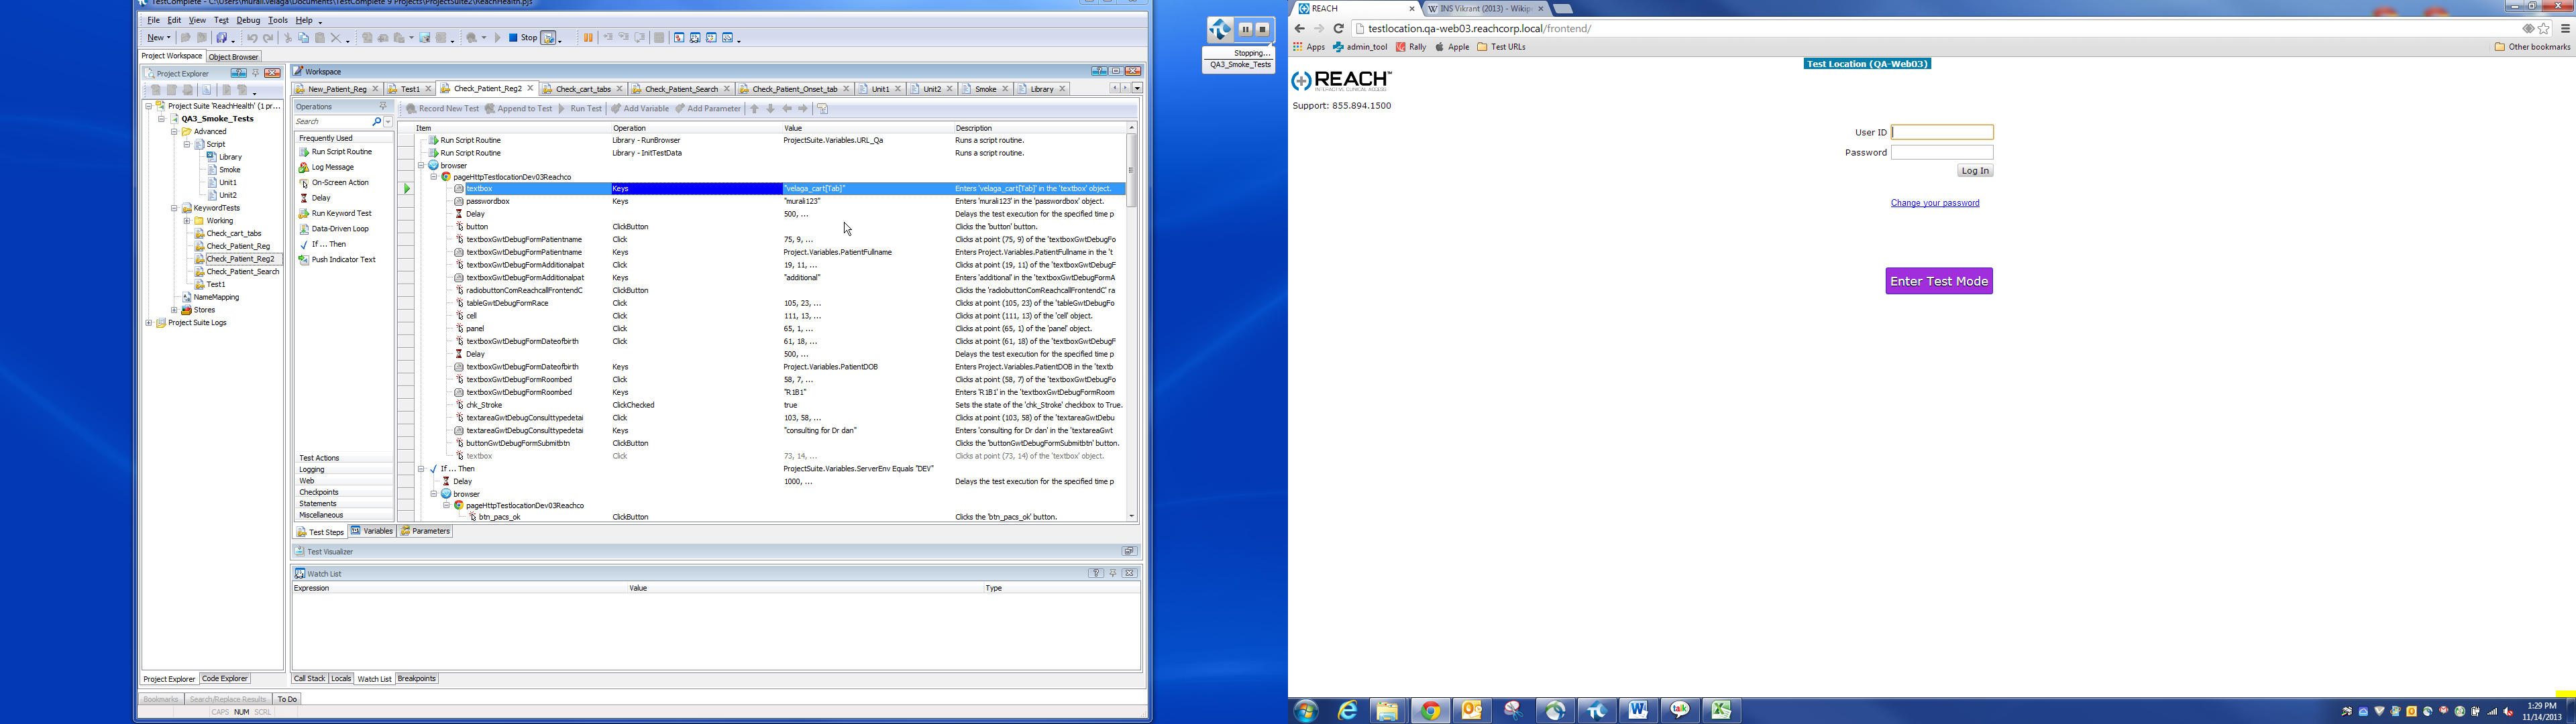 TestComplete - C:\Users\murali.velaga\Documents\TestComplete 9 Projects\ProjectSuite2\ReachHealth.pjs
File Edit View Test Debug Tools Help
New Stop
Project Workspace Object Browser
Project Explorer
Project Suite 'ReachHealth' (1 pr...
QA3_Smoke_Tests
Advanced
Script
Library
Smoke
Unit1
Unit2
KeywordTests
Working
Check_cart_tabs
Check_Patient_Reg
Check_Patient_Reg2
Check_Patient_Search
Test1
NameMapping
Stores
Project Suite Logs
Project Explorer Code Explorer
Workspace
New_Patient_Reg Test1 Check_Patient_Reg2 Check_cart_tabs Check_Patient_Search Check_Patient_Onset_tab Unit1 Unit2 Smoke Library
Operations
Search
Frequently Used
Run Script Routine
Log Message
On-Screen Action
Delay
Run Keyword Test
Data-Driven Loop
If ... Then
Push Indicator Text
Test Actions
Logging
Web
Checkpoints
Statements
Miscellaneous
Record New Test Append to Test Run Test Add Variable Add Parameter
Item Operation Value Description
Run Script Routine Library - RunBrowser ProjectSuite.Variables.URL_Qa Runs a script routine.
Run Script Routine Library - InitTestData Runs a script routine.
browser
pageHttpTestlocationDev03Reachco
textbox Keys "velaga_cart[Tab]" Enters 'velaga_cart[Tab]' in the 'textbox' object.
passwordbox Keys "murali123" Enters 'murali123' in the 'passwordbox' object.
Delay 500, ... Delays the test execution for the specified time p
button ClickButton Clicks the 'button' button.
textboxGwtDebugFormPatientname Click 75, 9, ... Clicks at point (75, 9) of the 'textboxGwtDebugFo
textboxGwtDebugFormPatientname Keys Project.Variables.PatientFullname Enters Project.Variables.PatientFullname in the 't
textboxGwtDebugFormAdditionalpat Click 19, 11, ... Clicks at point (19, 11) of the 'textboxGwtDebugF
textboxGwtDebugFormAdditionalpat Keys "additional" Enters 'additional' in the 'textboxGwtDebugFormA
radiobuttonComReachcallFrontendC ClickButton Clicks the 'radiobuttonComReachcallFrontendC' ra
tableGwtDebugFormRace Click 105, 23, ... Clicks at point (105, 23) of the 'tableGwtDebugFo
cell Click 111, 13, ... Clicks at point (111, 13) of the 'cell' object.
panel Click 65, 1, ... Clicks at point (65, 1) of the 'panel' object.
textboxGwtDebugFormDateofbirth Click 61, 18, ... Clicks at point (61, 18) of the 'textboxGwtDebugF
Delay 500, ... Delays the test execution for the specified time p
textboxGwtDebugFormDateofbirth Keys Project.Variables.PatientDOB Enters Project.Variables.PatientDOB in the 'textb
textboxGwtDebugFormRoombed Click 58, 7, ... Clicks at point (58, 7) of the 'textboxGwtDebugFo
textboxGwtDebugFormRoombed Keys "R1B1" Enters 'R1B1' in the 'textboxGwtDebugFormRoom
chk_Stroke ClickChecked true Sets the state of the 'chk_Stroke' checkbox to True.
textareaGwtDebugConsulttypedetai Click 103, 58, ... Clicks at point (103, 58) of the 'textareaGwtDebu
textareaGwtDebugConsulttypedetai Keys "consulting for Dr dan" Enters 'consulting for Dr dan' in the 'textareaGwt
buttonGwtDebugFormSubmitbtn ClickButton Clicks the 'buttonGwtDebugFormSubmitbtn' button.
textbox Click 73, 14, ... Clicks at point (73, 14) of the 'textbox' object.
If ... Then ProjectSuite.Variables.ServerEnv Equals "DEV"
Delay 1000, ... Delays the test execution for the specified time p
browser
pageHttpTestlocationDev03Reachco
btn_pacs_ok ClickButton Clicks the 'btn_pacs_ok' button.
Test Steps Variables Parameters
Test Visualizer
Watch List
Expression Value Type
Call Stack Locals Watch List Breakpoints
Bookmarks Search/Replace Results To Do
CAPS NUM SCRL
Stopping...
QA3_Smoke_Tests
REACH INS Vikrant (2013) - Wikip
testlocation.qa-web03.reachcorp.local/frontend/
Apps admin_tool Rally Apple Test URLs Other bookmarks
Test Location (QA-Web03)
REACH™
INTERACTIVE CLINICAL ACCESS
Support: 855.894.1500
User ID
Password
Log In
Change your password
Enter Test Mode
talk
1:29 PM
11/14/2013